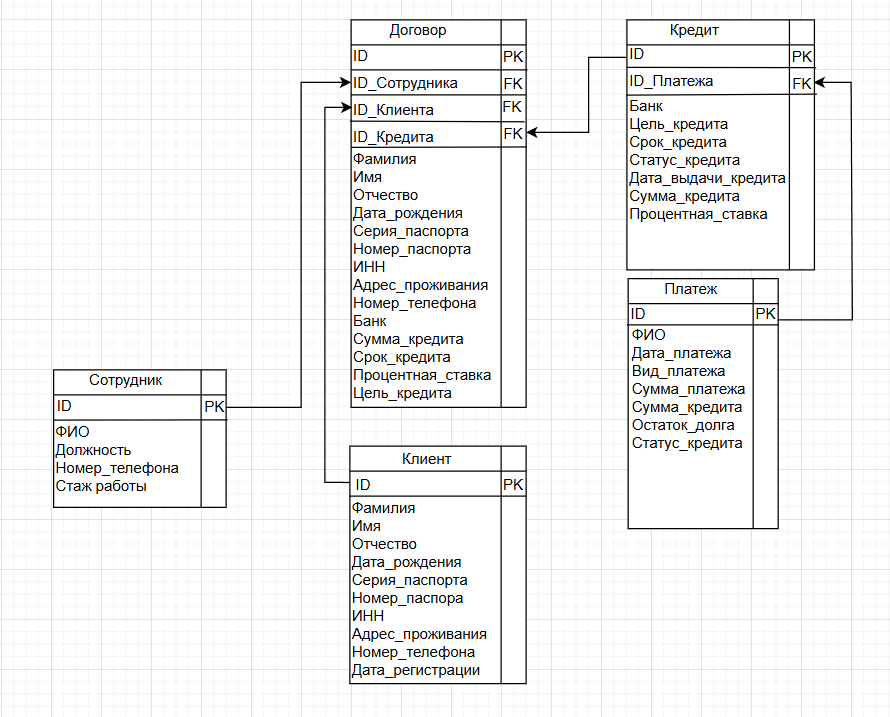 Договор
ID PK
ID_Сотрудника FK
ID_Клиента FK
ID_Кредита FK
Фамилия
Имя
Отчество
Дата_рождения
Серия_паспорта
Номер_паспорта
ИНН
Адрес_проживания
Номер_телефона
Банк
Сумма_кредита
Срок_кредита
Процентная_ставка
Цель_кредита
Кредит
ID PK
ID_Платежа FK
Банк
Цель_кредита
Срок_кредита
Статус_кредита
Дата_выдачи_кредита
Сумма_кредита
Процентная_ставка
Платеж
ID PK
ФИО
Дата_платежа
Вид_платежа
Сумма_платежа
Сумма_кредита
Остаток_долга
Статус_кредита
Сотрудник
ID PK
ФИО
Должность
Номер_телефона
Стаж работы
Клиент
ID PK
Фамилия
Имя
Отчество
Дата_рождения
Серия_паспорта
Номер_паспора
ИНН
Адрес_проживания
Номер_телефона
Дата_регистрации